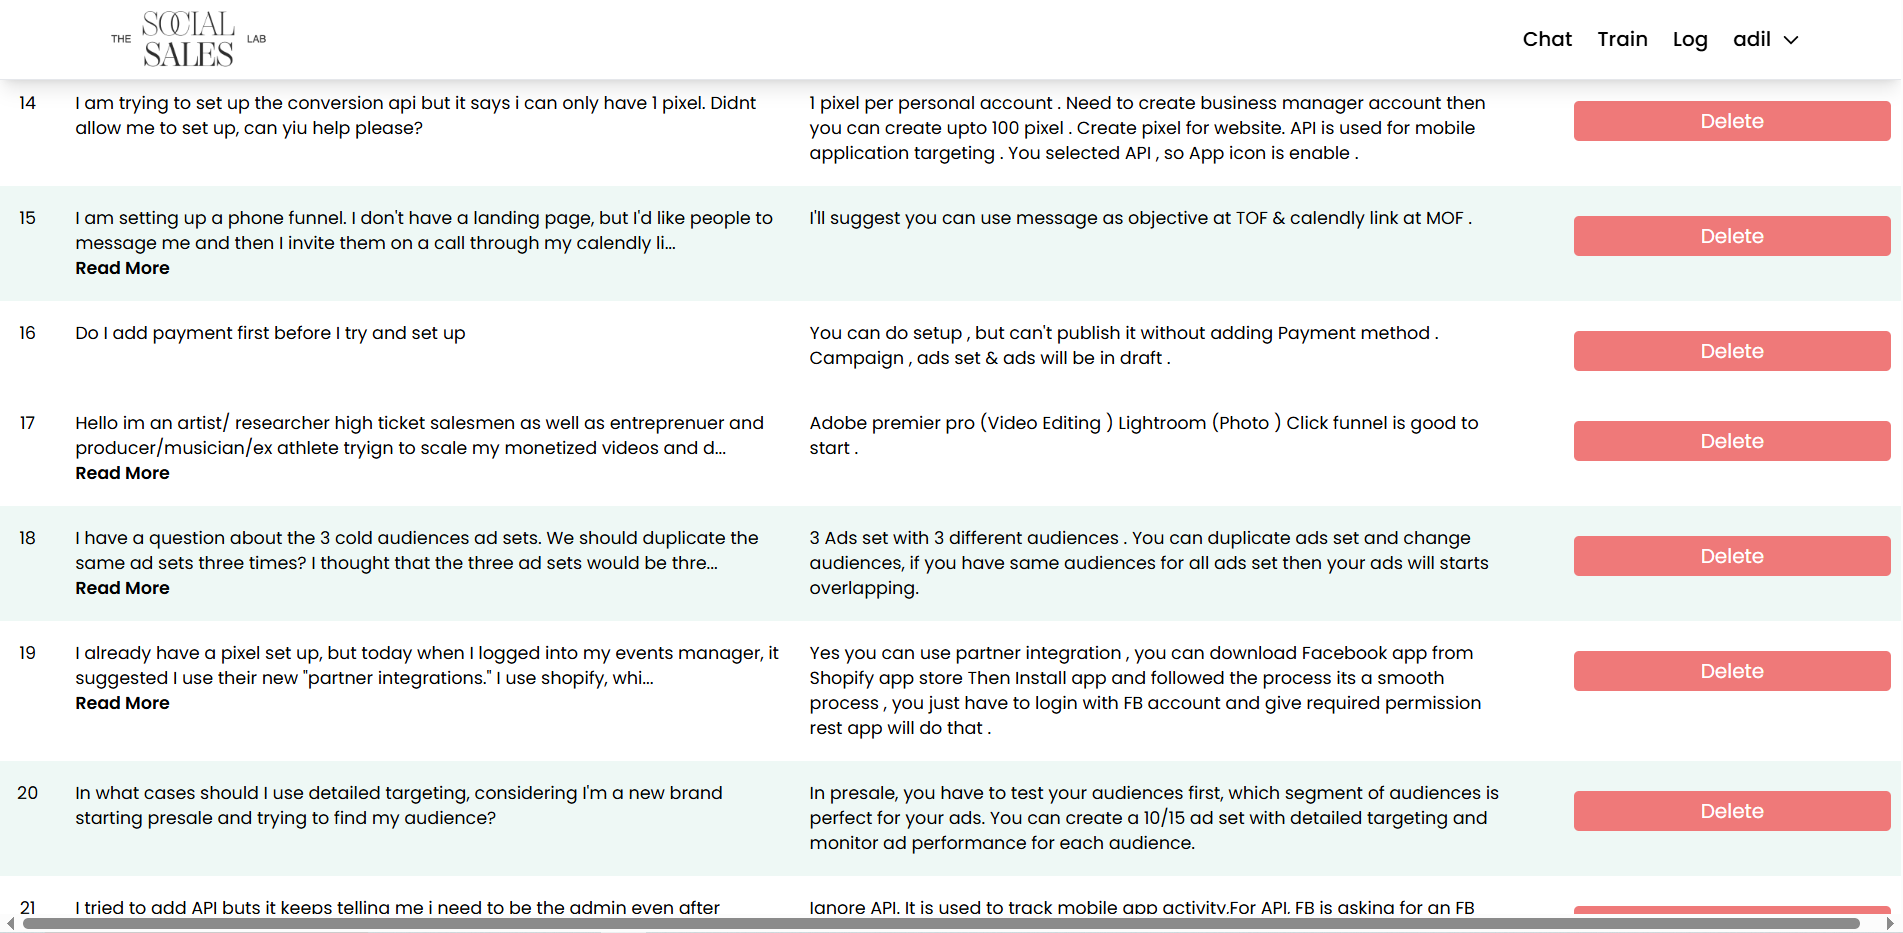 THE SOCIAL SALES LAB
Chat Train Log adil
14
I am trying to set up the conversion api but it says i can only have 1 pixel. Didnt
allow me to set up, can yiu help please?
1 pixel per personal account . Need to create business manager account then
you can create upto 100 pixel . Create pixel for website. API is used for mobile
application targeting . You selected API , so App icon is enable .
Delete
15
I am setting up a phone funnel. I don't have a landing page, but I'd like people to
message me and then I invite them on a call through my calendly li...
Read More
I'll suggest you can use message as objective at TOF & calendly link at MOF .
Delete
16
Do I add payment first before I try and set up
You can do setup , but can't publish it without adding Payment method .
Campaign , ads set & ads will be in draft .
Delete
17
Hello im an artist/ researcher high ticket salesmen as well as entreprenuer and
producer/musician/ex athlete tryign to scale my monetized videos and d...
Read More
Adobe premier pro (Video Editing ) Lightroom (Photo ) Click funnel is good to
start .
Delete
18
I have a question about the 3 cold audiences ad sets. We should duplicate the
same ad sets three times? I thought that the three ad sets would be thre...
Read More
3 Ads set with 3 different audiences . You can duplicate ads set and change
audiences, if you have same audiences for all ads set then your ads will starts
overlapping.
Delete
19
I already have a pixel set up, but today when I logged into my events manager, it
suggested I use their new "partner integrations." I use shopify, whi...
Read More
Yes you can use partner integration , you can download Facebook app from
Shopify app store Then Install app and followed the process its a smooth
process , you just have to login with FB account and give required permission
rest app will do that .
Delete
20
In what cases should I use detailed targeting, considering I'm a new brand
starting presale and trying to find my audience?
In presale, you have to test your audiences first, which segment of audiences is
perfect for your ads. You can create a 10/15 ad set with detailed targeting and
monitor ad performance for each audience.
Delete
21
I tried to add API buts it keeps telling me i need to be the admin even after
Ignore API. It is used to track mobile app activity.For API, FB is asking for an FB